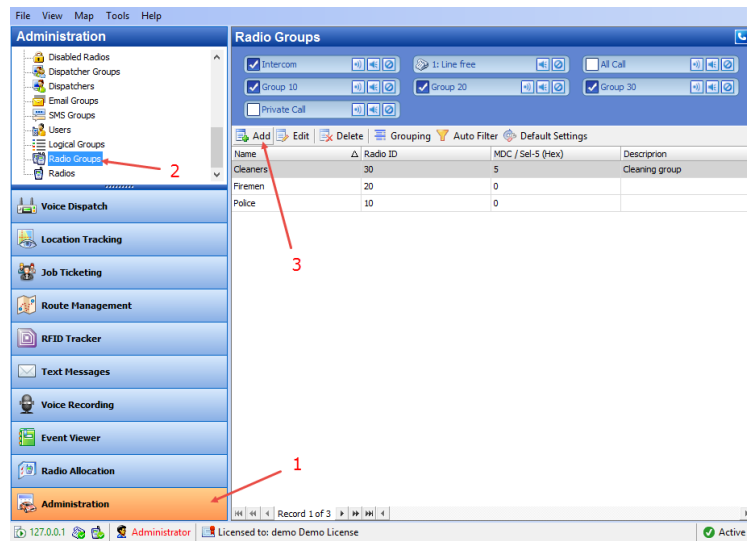 File View Map Tools Help
Administration
Radio Groups
Disabled Radios
Dispatcher Groups
Dispatchers
Email Groups
SMS Groups
Users
Logical Groups
Radio Groups
Radios
2
Voice Dispatch
Location Tracking
Job Ticketing
Route Management
RFID Tracker
Text Messages
Voice Recording
Event Viewer
Radio Allocation
Administration
1
Intercom
1: Line free
All Call
Group 10
Group 20
Group 30
Private Call
Add Edit Delete Grouping Auto Filter Default Settings
Name Radio ID MDC / Sel-5 (Hex) Descriprion
Cleaners 30 5 Cleaning group
Firemen 20 0
Police 10 0
3
Record 1 of 3
127.0.0.1 Administrator Licensed to: demo Demo License Active